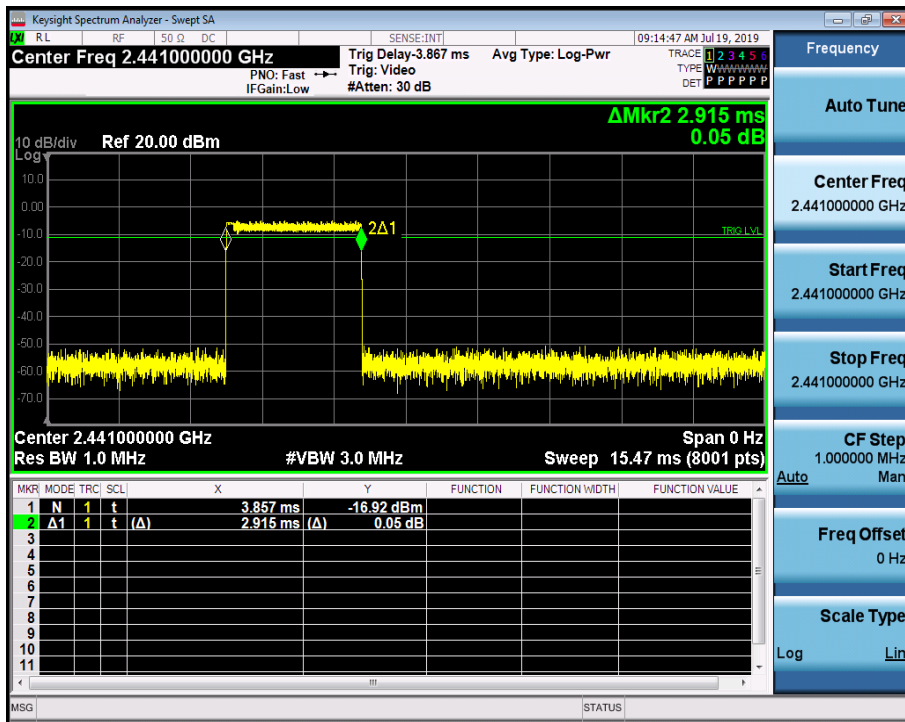 Keysight Spectrum Analyzer - Swept SA
LXI RL RF 50 Ω DC SENSE:INT 09:14:47 AM Jul 19, 2019
Center Freq 2.441000000 GHz
PNO: Fast
IFGain:Low
Trig Delay-3.867 ms
Trig: Video
#Atten: 30 dB
Avg Type: Log-Pwr
TRACE 1 2 3 4 5 6
TYPE WWWWWW
DET P P P P P P
ΔMkr2 2.915 ms
0.05 dB
10 dB/div Ref 20.00 dBm
Log
10.0
0.00
-10.0
-20.0
-30.0
-40.0
-50.0
-60.0
-70.0
2Δ1
TRIG LVL
Center 2.441000000 GHz Span 0 Hz
Res BW 1.0 MHz #VBW 3.0 MHz Sweep 15.47 ms (8001 pts)
MKR MODE TRC SCL X Y FUNCTION FUNCTION WIDTH FUNCTION VALUE
1 N 1 t 3.857 ms -16.92 dBm
2 Δ1 1 t (Δ) 2.915 ms (Δ) 0.05 dB
3
4
5
6
7
8
9
10
11
MSG STATUS
Frequency
Auto Tune
Center Freq
2.441000000 GHz
Start Freq
2.441000000 GHz
Stop Freq
2.441000000 GHz
CF Step
1.000000 MHz
Auto Man
Freq Offset
0 Hz
Scale Type
Log Lin